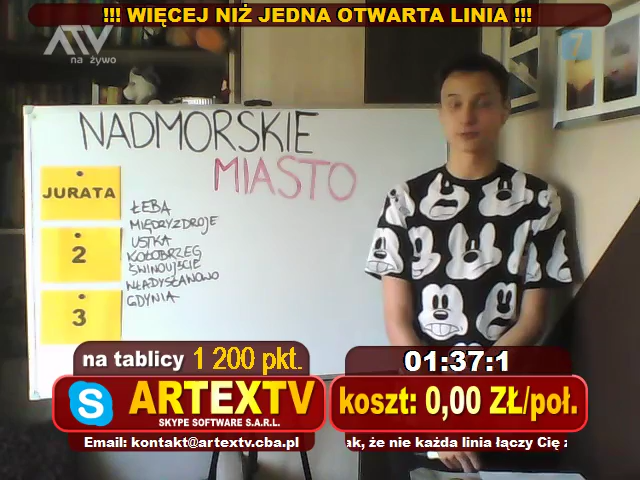 !!! WIĘCEJ NIŻ JEDNA OTWARTA LINIA !!!
ATV
na żywo
7
NADMORSKIE
MIASTO
JURATA
2
3
ŁEBA
MIĘDZYZDROJE
USTKA
KOŁOBRZEG
ŚWINOUJŚCIE
WŁADYSŁAWOWO
GDYNIA
na tablicy 1 200 pkt.
01:37:1
ARTEXTV
SKYPE SOFTWARE S.A.R.L.
koszt: 0,00 ZŁ/poł.
Email: kontakt@artextv.cba.pl
ak, że nie każda linia łączy Cię z